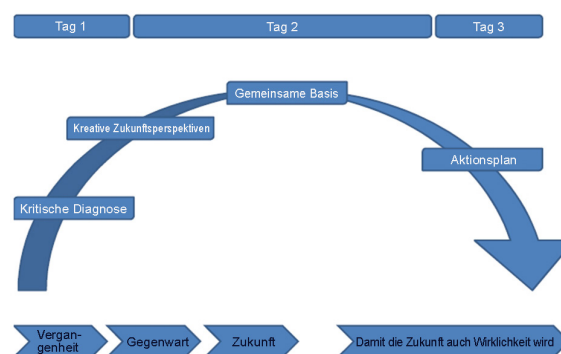 Tag 1
Tag 2
Tag 3
Gemeinsame Basis
Kreative Zukunftsperspektiven
Aktionsplan
Kritische Diagnose
Vergan-
genheit
Gegenwart
Zukunft
Damit die Zukunft auch Wirklichkeit wird